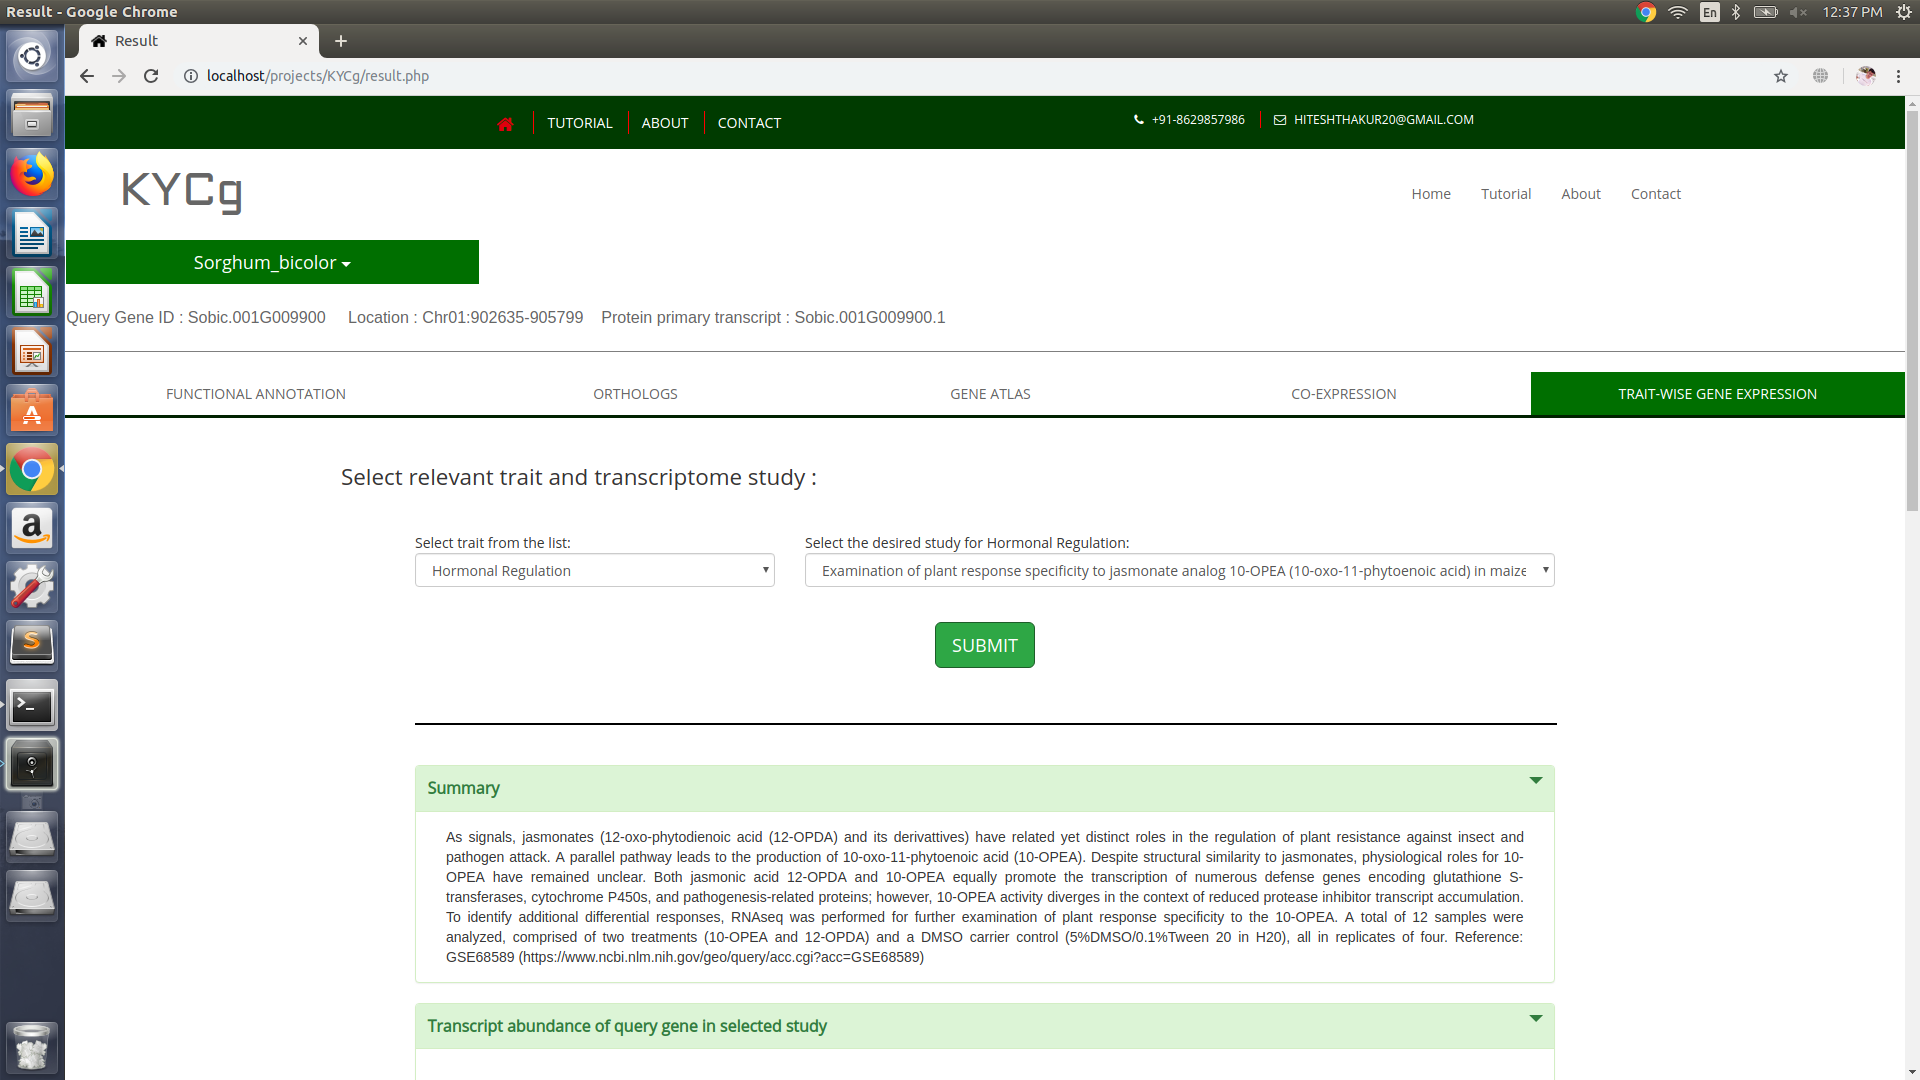 Result - Google Chrome
En
12:37 PM
Result
localhost/projects/KYCg/result.php
TUTORIAL
ABOUT
CONTACT
+91-8629857986
HITESHTHAKUR20@GMAIL.COM
KYCg
Home
Tutorial
About
Contact
Sorghum_bicolor
Query Gene ID : Sobic.001G009900 Location : Chr01:902635-905799 Protein primary transcript : Sobic.001G009900.1
FUNCTIONAL ANNOTATION
ORTHOLOGS
GENE ATLAS
CO-EXPRESSION
TRAIT-WISE GENE EXPRESSION
Select relevant trait and transcriptome study :
Select trait from the list:
Hormonal Regulation
Select the desired study for Hormonal Regulation:
Examination of plant response specificity to jasmonate analog 10-OPEA (10-oxo-11-phytoenoic acid) in maize
SUBMIT
Summary
As signals, jasmonates (12-oxo-phytodienoic acid (12-OPDA) and its derivattives) have related yet distinct roles in the regulation of plant resistance against insect and
pathogen attack. A parallel pathway leads to the production of 10-oxo-11-phytoenoic acid (10-OPEA). Despite structural similarity to jasmonates, physiological roles for 10-
OPEA have remained unclear. Both jasmonic acid 12-OPDA and 10-OPEA equally promote the transcription of numerous defense genes encoding glutathione S-
transferases, cytochrome P450s, and pathogenesis-related proteins; however, 10-OPEA activity diverges in the context of reduced protease inhibitor transcript accumulation.
To identify additional differential responses, RNAseq was performed for further examination of plant response specificity to the 10-OPEA. A total of 12 samples were
analyzed, comprised of two treatments (10-OPEA and 12-OPDA) and a DMSO carrier control (5%DMSO/0.1%Tween 20 in H20), all in replicates of four. Reference:
GSE68589 (https://www.ncbi.nlm.nih.gov/geo/query/acc.cgi?acc=GSE68589)
Transcript abundance of query gene in selected study